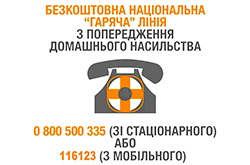 БЕЗКОШТОВНА НАЦІОНАЛЬНА
“ГАРЯЧА” ЛІНІЯ
З ПОПЕРЕДЖЕННЯ
ДОМАШНЬОГО НАСИЛЬСТВА
0 800 500 335 (ЗІ СТАЦІОНАРНОГО)
АБО
116123 (З МОБІЛЬНОГО)